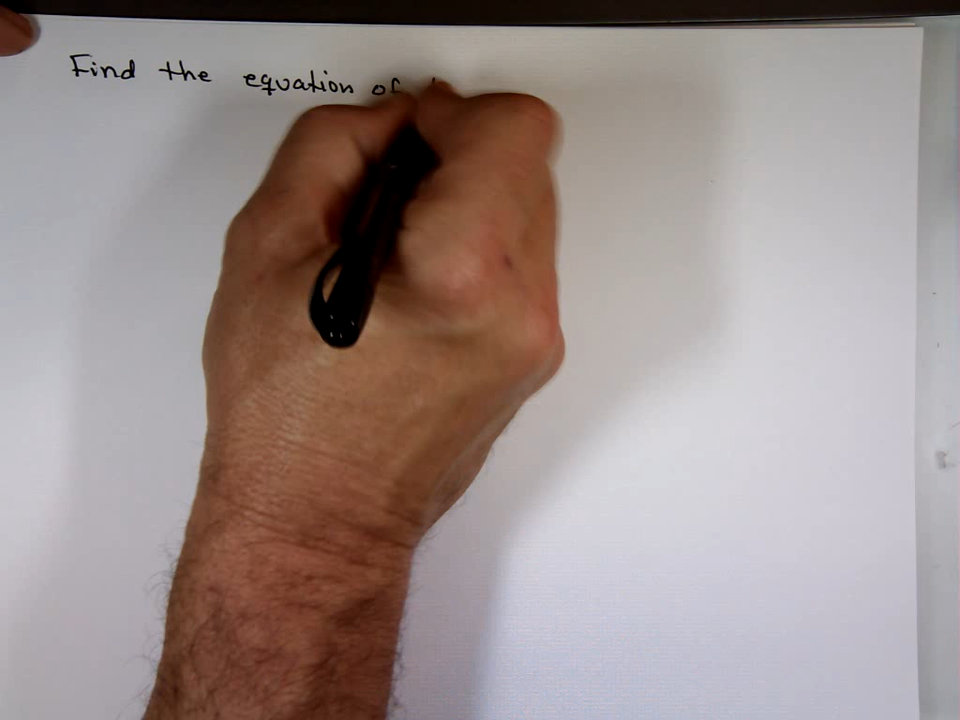 Find the equation of